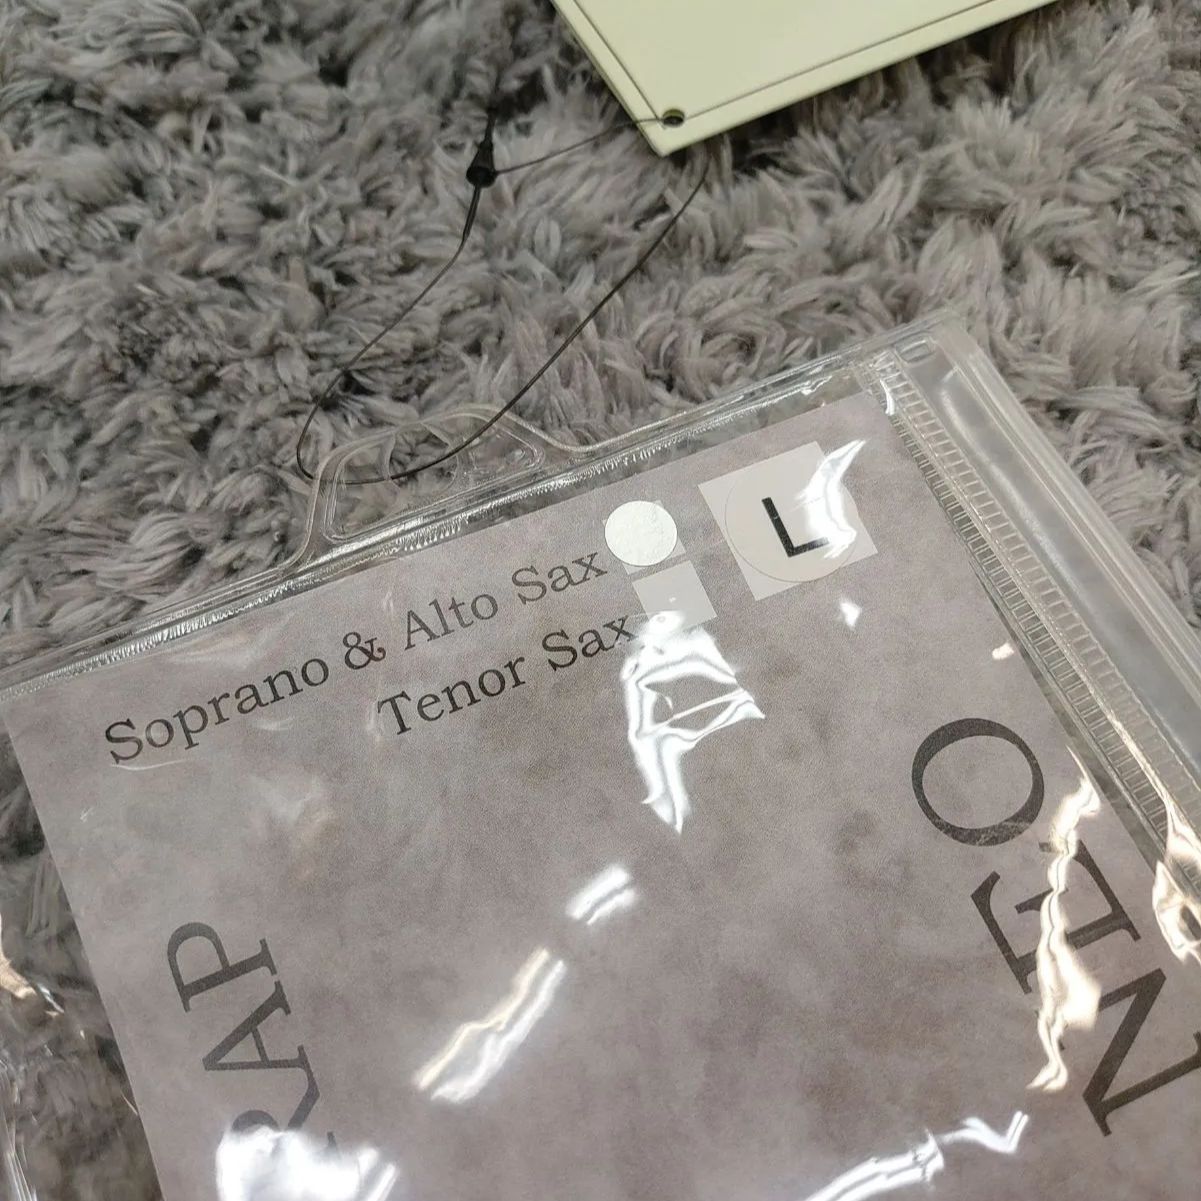 Soprano & Alto Sax
Tenor Sax
L
NEO
RAP